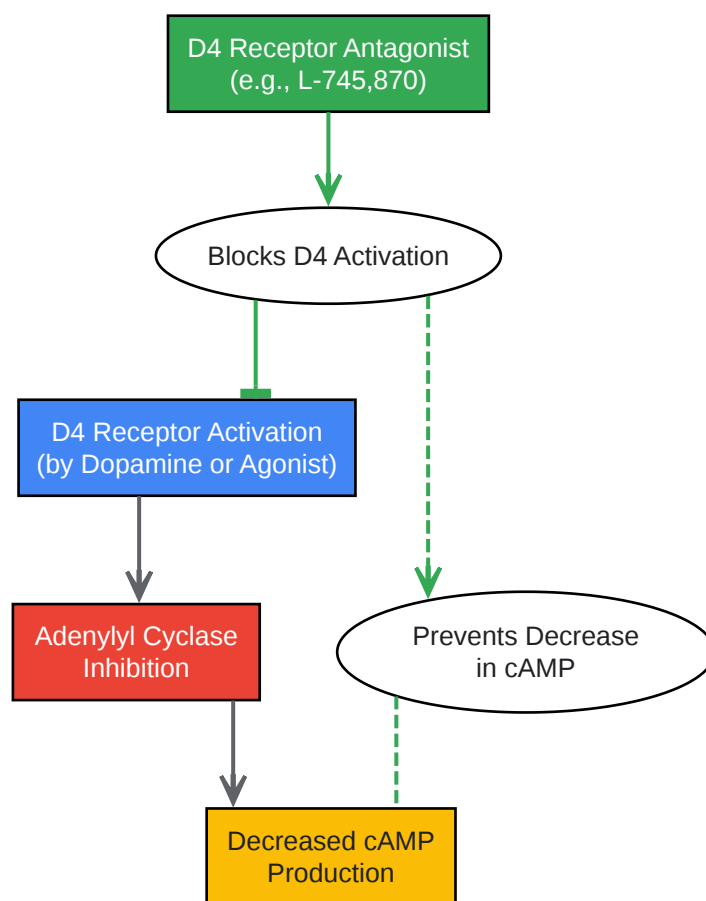 D4 Receptor Antagonist
(e.g., L-745,870)
Blocks D4 Activation
D4 Receptor Activation
(by Dopamine or Agonist)
Adenylyl Cyclase
Inhibition
Prevents Decrease
in cAMP
Decreased cAMP
Production